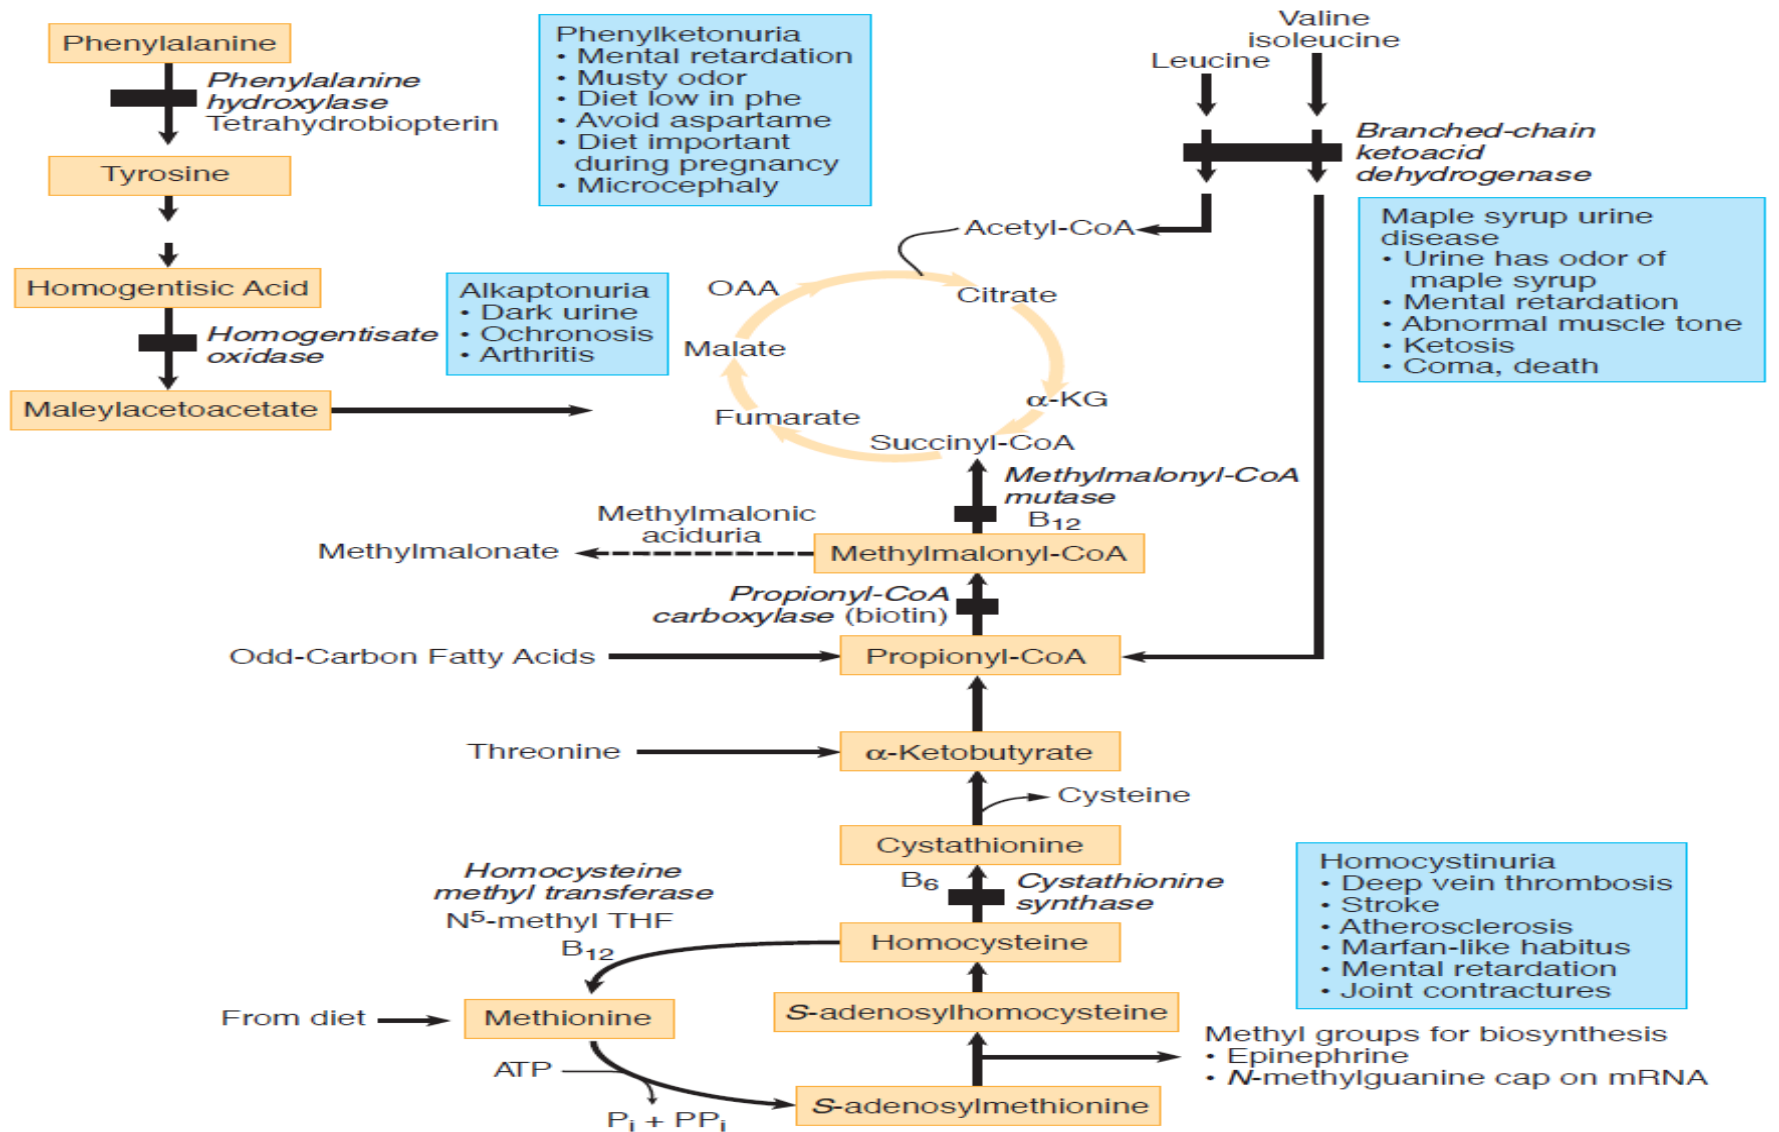 Phenylalanine
Phenylalanine
hydroxylase
Tetrahydrobiopterin
Tyrosine
Homogentisic Acid
Homogentisate
oxidase
Maleylacetoacetate
Phenylketonuria
• Mental retardation
• Musty odor
• Diet low in phe
• Avoid aspartame
• Diet important
during pregnancy
• Microcephaly
Alkaptonuria
• Dark urine
• Ochronosis
• Arthritis
Valine
isoleucine
Leucine
Branched-chain
ketoacid
dehydrogenase
Maple syrup urine
disease
• Urine has odor of
maple syrup
• Mental retardation
• Abnormal muscle tone
• Ketosis
• Coma, death
Acetyl-CoA
OAA
Citrate
Malate
α-KG
Fumarate
Succinyl-CoA
Methylmalonyl-CoA
mutase
B12
Methylmalonic
aciduria
Methylmalonate
Methylmalonyl-CoA
Propionyl-CoA
carboxylase (biotin)
Odd-Carbon Fatty Acids
Propionyl-CoA
Threonine
α-Ketobutyrate
Cysteine
Cystathionine
B6
Cystathionine
synthase
Homocysteine
methyl transferase
N5-methyl THF
B12
Homocysteine
From diet
Methionine
S-adenosylhomocysteine
ATP
Pi + PPi
S-adenosylmethionine
Homocystinuria
• Deep vein thrombosis
• Stroke
• Atherosclerosis
• Marfan-like habitus
• Mental retardation
• Joint contractures
Methyl groups for biosynthesis
• Epinephrine
• N-methylguanine cap on mRNA